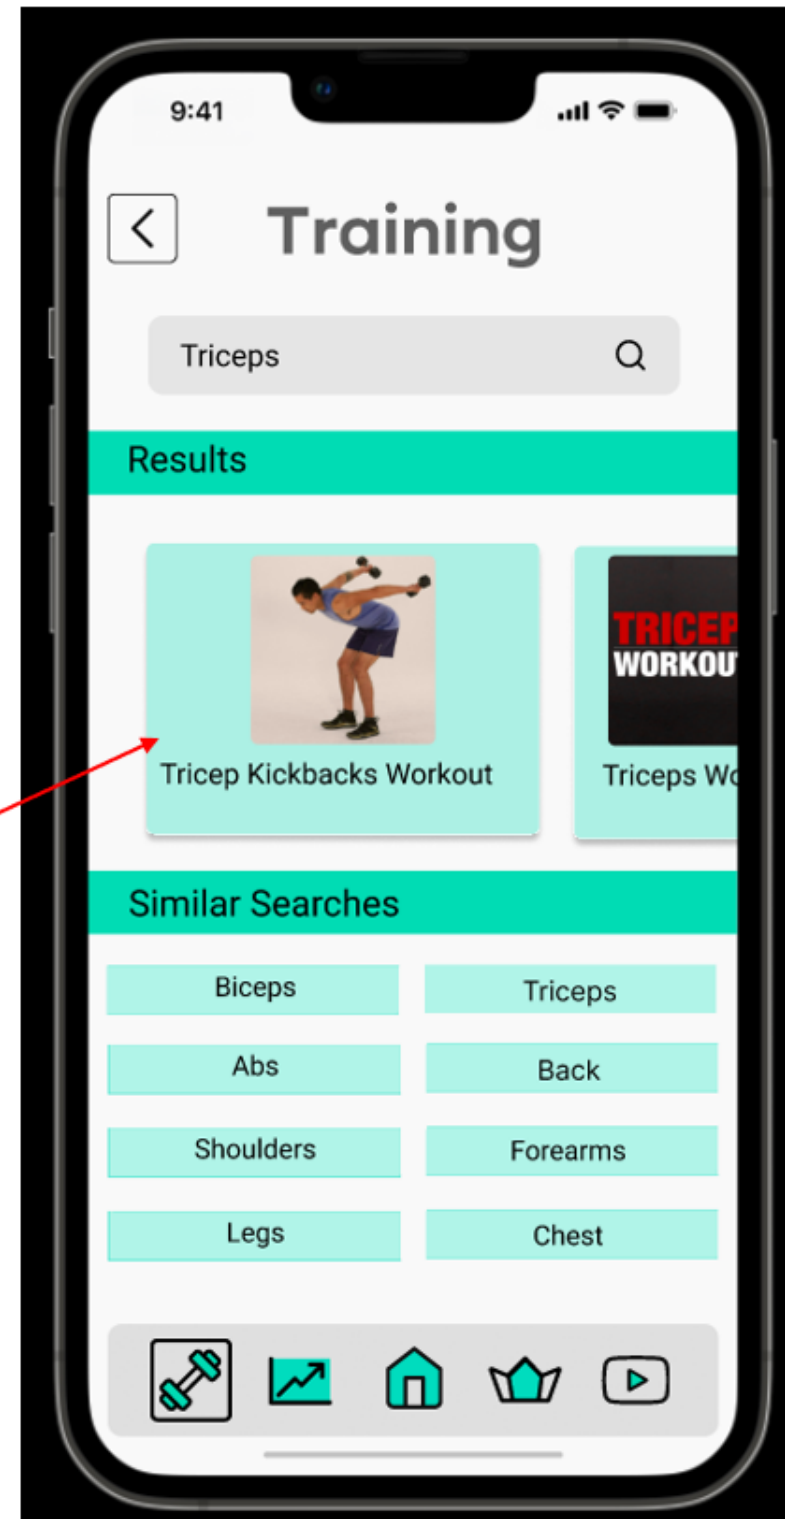 9:41
Training
Triceps
Results
TRICEP
WORKOU
Tricep Kickbacks Workout
Triceps Wo
Similar Searches
Biceps
Triceps
Abs
Back
Shoulders
Forearms
Legs
Chest